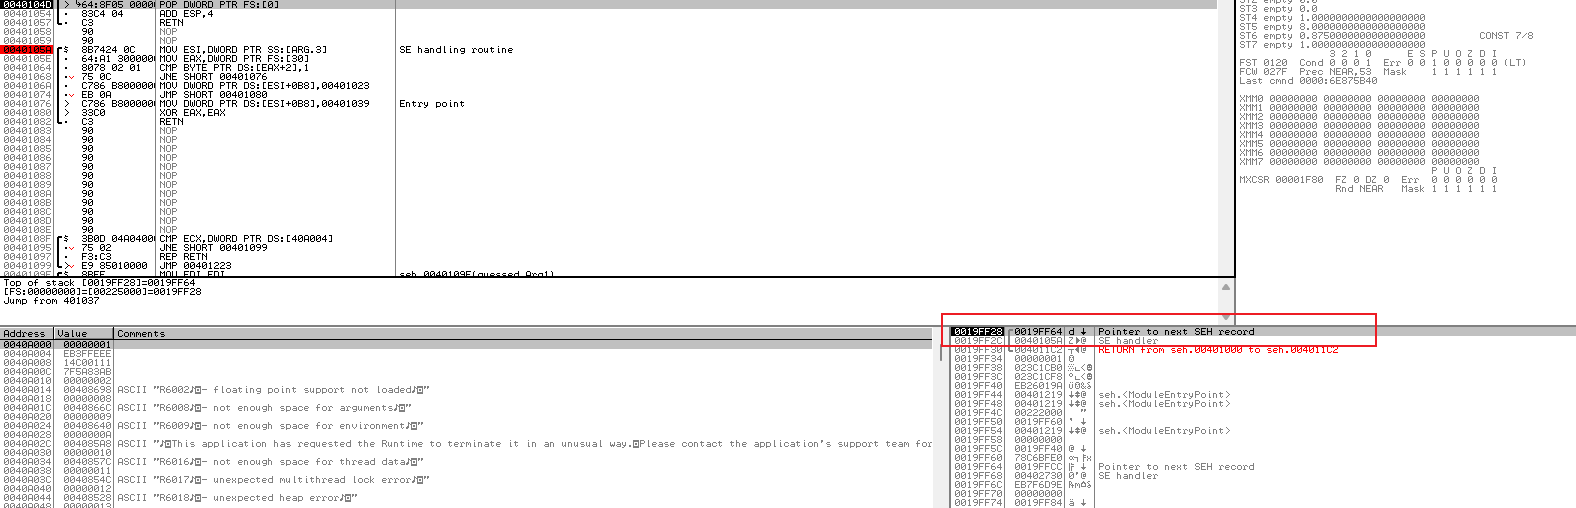 0040104D > 64:8F05 0000 POP DWORD PTR FS:[0]
00401054 . 83C4 04 ADD ESP,4
00401057 . C3 RETN
00401058 90 NOP
00401059 90 NOP
0040105A $ 8B7424 0C MOV ESI,DWORD PTR SS:[ARG.3] SE handling routine
0040105E . 64:A1 300000 MOV EAX,DWORD PTR FS:[30]
00401064 . 8078 02 01 CMP BYTE PTR DS:[EAX+2],1
00401068 . 75 0C JNE SHORT 00401076
0040106A . C786 B800000 MOV DWORD PTR DS:[ESI+0B8],00401023
00401074 . EB 0A JMP SHORT 00401080
00401076 > C786 B800000 MOV DWORD PTR DS:[ESI+0B8],00401039 Entry point
00401080 > 33C0 XOR EAX,EAX
00401082 . C3 RETN
00401083 90 NOP
00401084 90 NOP
00401085 90 NOP
00401086 90 NOP
00401087 90 NOP
00401088 90 NOP
00401089 90 NOP
0040108A 90 NOP
0040108B 90 NOP
0040108C 90 NOP
0040108D 90 NOP
0040108E 90 NOP
0040108F $ 3B0D 04A0400 CMP ECX,DWORD PTR DS:[40A004]
00401095 . 75 02 JNE SHORT 00401099
00401097 . F3:C3 REP RETN
00401099 > E9 85010000 JMP 00401223
0040109E $ 8BFF MOV EDI,EDI seh.0040109E(guessed Arg1)
Top of stack [0019FF28]=0019FF64
[FS:00000000]=[00225000]=0019FF28
Jump from 401037
ST3 empty 0.0
ST4 empty 1.0000000000000000000
ST5 empty 8.0000000000000000000
ST6 empty 0.8750000000000000000 CONST 7/8
ST7 empty 1.0000000000000000000
3 2 1 0 E S P U O Z D I
FST 0120 Cond 0 0 0 1 Err 0 0 1 0 0 0 0 0 (LT)
FCW 027F Prec NEAR,53 Mask 1 1 1 1 1 1
Last cmnd 0000:6E875B40
XMM0 00000000 00000000 00000000 00000000
XMM1 00000000 00000000 00000000 00000000
XMM2 00000000 00000000 00000000 00000000
XMM3 00000000 00000000 00000000 00000000
XMM4 00000000 00000000 00000000 00000000
XMM5 00000000 00000000 00000000 00000000
XMM6 00000000 00000000 00000000 00000000
XMM7 00000000 00000000 00000000 00000000
P U O Z D I
MXCSR 00001F80 FZ 0 DZ 0 Err 0 0 0 0 0 0
Rnd NEAR Mask 1 1 1 1 1 1
Address Value Comments
0040A000 00000001
0040A004 EB3FFEEE
0040A008 14C00111
0040A00C 7F5A83AB
0040A010 00000002
0040A014 00408698 ASCII "R6002♪◙- floating point support not loaded♪◙"
0040A018 00000008
0040A01C 0040866C ASCII "R6008♪◙- not enough space for arguments♪◙"
0040A020 00000009
0040A024 00408640 ASCII "R6009♪◙- not enough space for environment♪◙"
0040A028 0000000A
0040A02C 004085A8 ASCII "♪◙This application has requested the Runtime to terminate it in an unusual way.◙Please contact the application's support team for
0040A030 00000010
0040A034 0040857C ASCII "R6016♪◙- not enough space for thread data♪◙"
0040A038 00000011
0040A03C 0040854C ASCII "R6017♪◙- unexpected multithread lock error♪◙"
0040A040 00000012
0040A044 00408528 ASCII "R6018♪◙- unexpected heap error♪◙"
0040A048 00000013
0019FF28 0019FF64 d ↓ Pointer to next SEH record
0019FF2C 0040105A Z►@ SE handler
0019FF30 004011C2 RETURN from seh.00401000 to seh.004011C2
0019FF34 00000001
0019FF38 023C1CB0
0019FF3C 023C1CF8
0019FF40 EB26019A
0019FF44 00401219 ↓↕@ seh.<ModuleEntryPoint>
0019FF48 00401219 ↓↕@ seh.<ModuleEntryPoint>
0019FF4C 00222000 "
0019FF50 0019FF60 ' ↓
0019FF54 00401219 ↓↕@ seh.<ModuleEntryPoint>
0019FF58 00000000
0019FF5C 0019FF40 @ ↓
0019FF60 78C6BFE0
0019FF64 0019FFCC Pointer to next SEH record
0019FF68 00402730 0'@ SE handler
0019FF6C EB7F6D9E
0019FF70 00000000
0019FF74 0019FF84 ä ↓